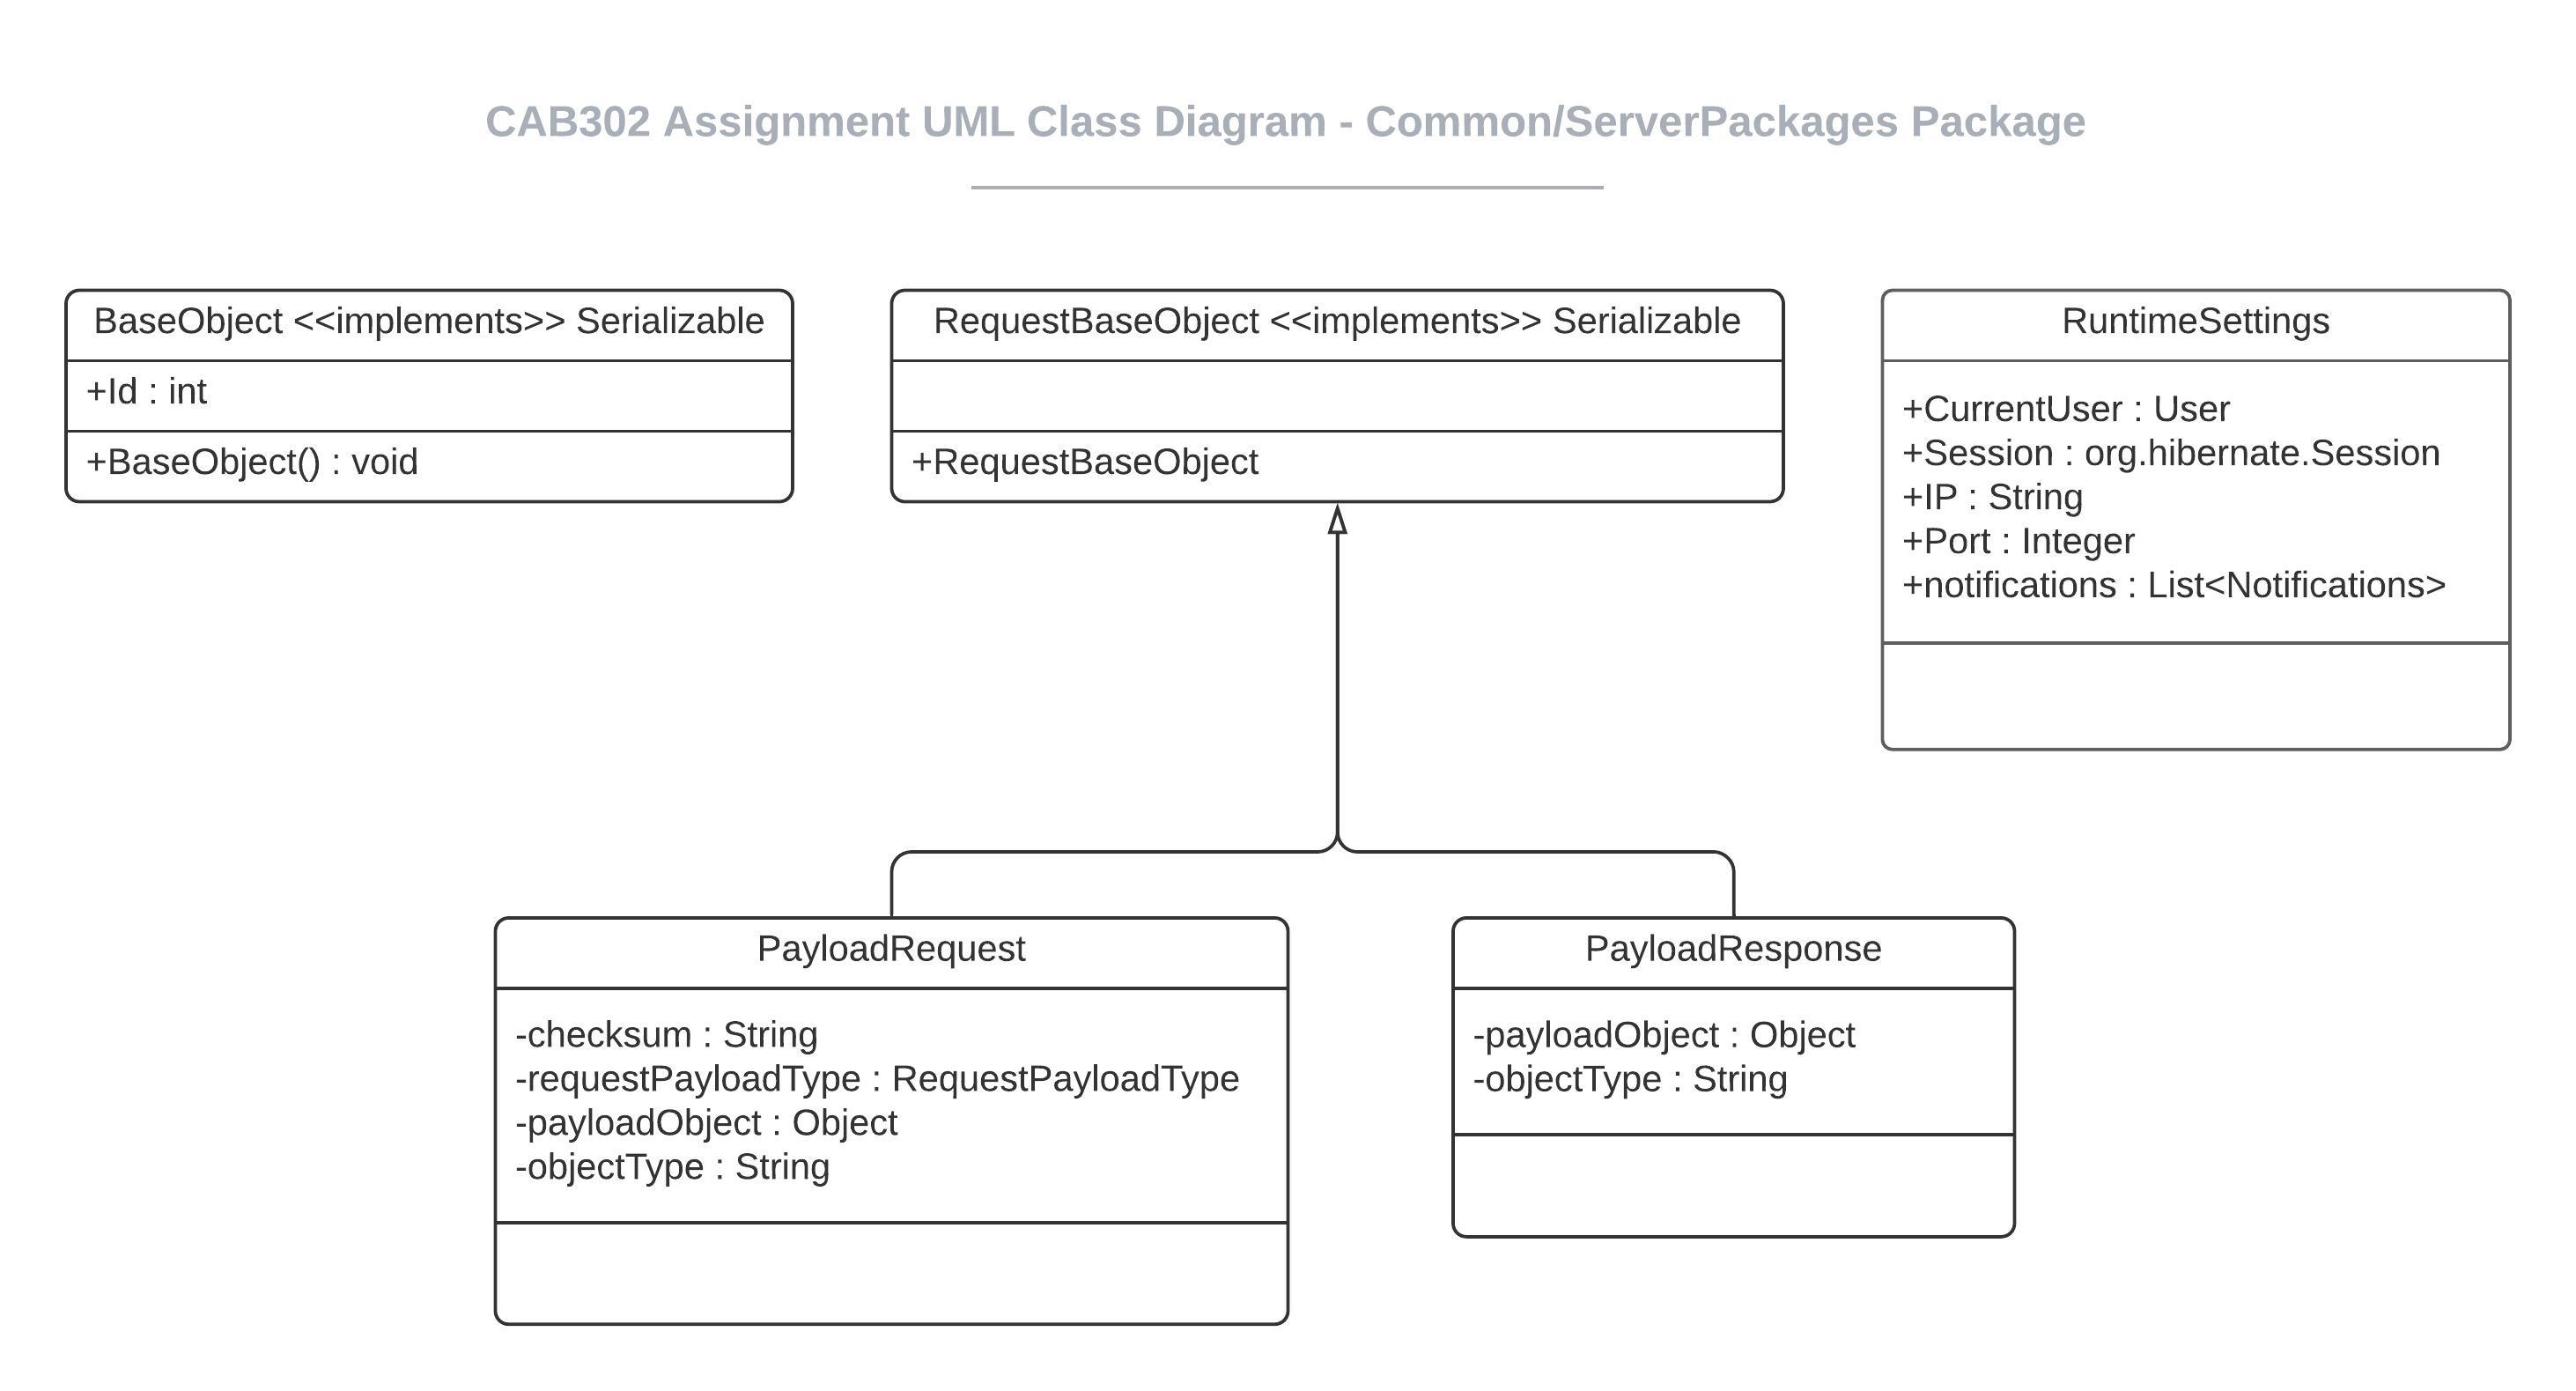 CAB302 Assignment UML Class Diagram - Common/ServerPackages Package
BaseObject <<implements>> Serializable
+Id : int
+BaseObject() : void
RequestBaseObject <<implements>> Serializable
+RequestBaseObject
RuntimeSettings
+CurrentUser : User
+Session : org.hibernate.Session
+IP : String
+Port : Integer
+notifications : List<Notifications>
PayloadRequest
-checksum : String
-requestPayloadType : RequestPayloadType
-payloadObject : Object
-objectType : String
PayloadResponse
-payloadObject : Object
-objectType : String